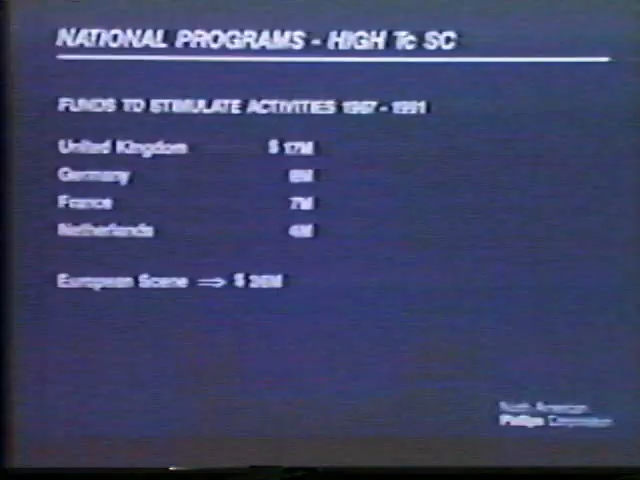 NATIONAL PROGRAMS - HIGH Tc SC
FUNDS TO STIMULATE ACTIVITIES 1987 - 1991
United Kingdom $ 17M
Germany 8M
France 7M
Netherlands 4M
European Scene ⇒ $ 36M
North American
Philips Corporation